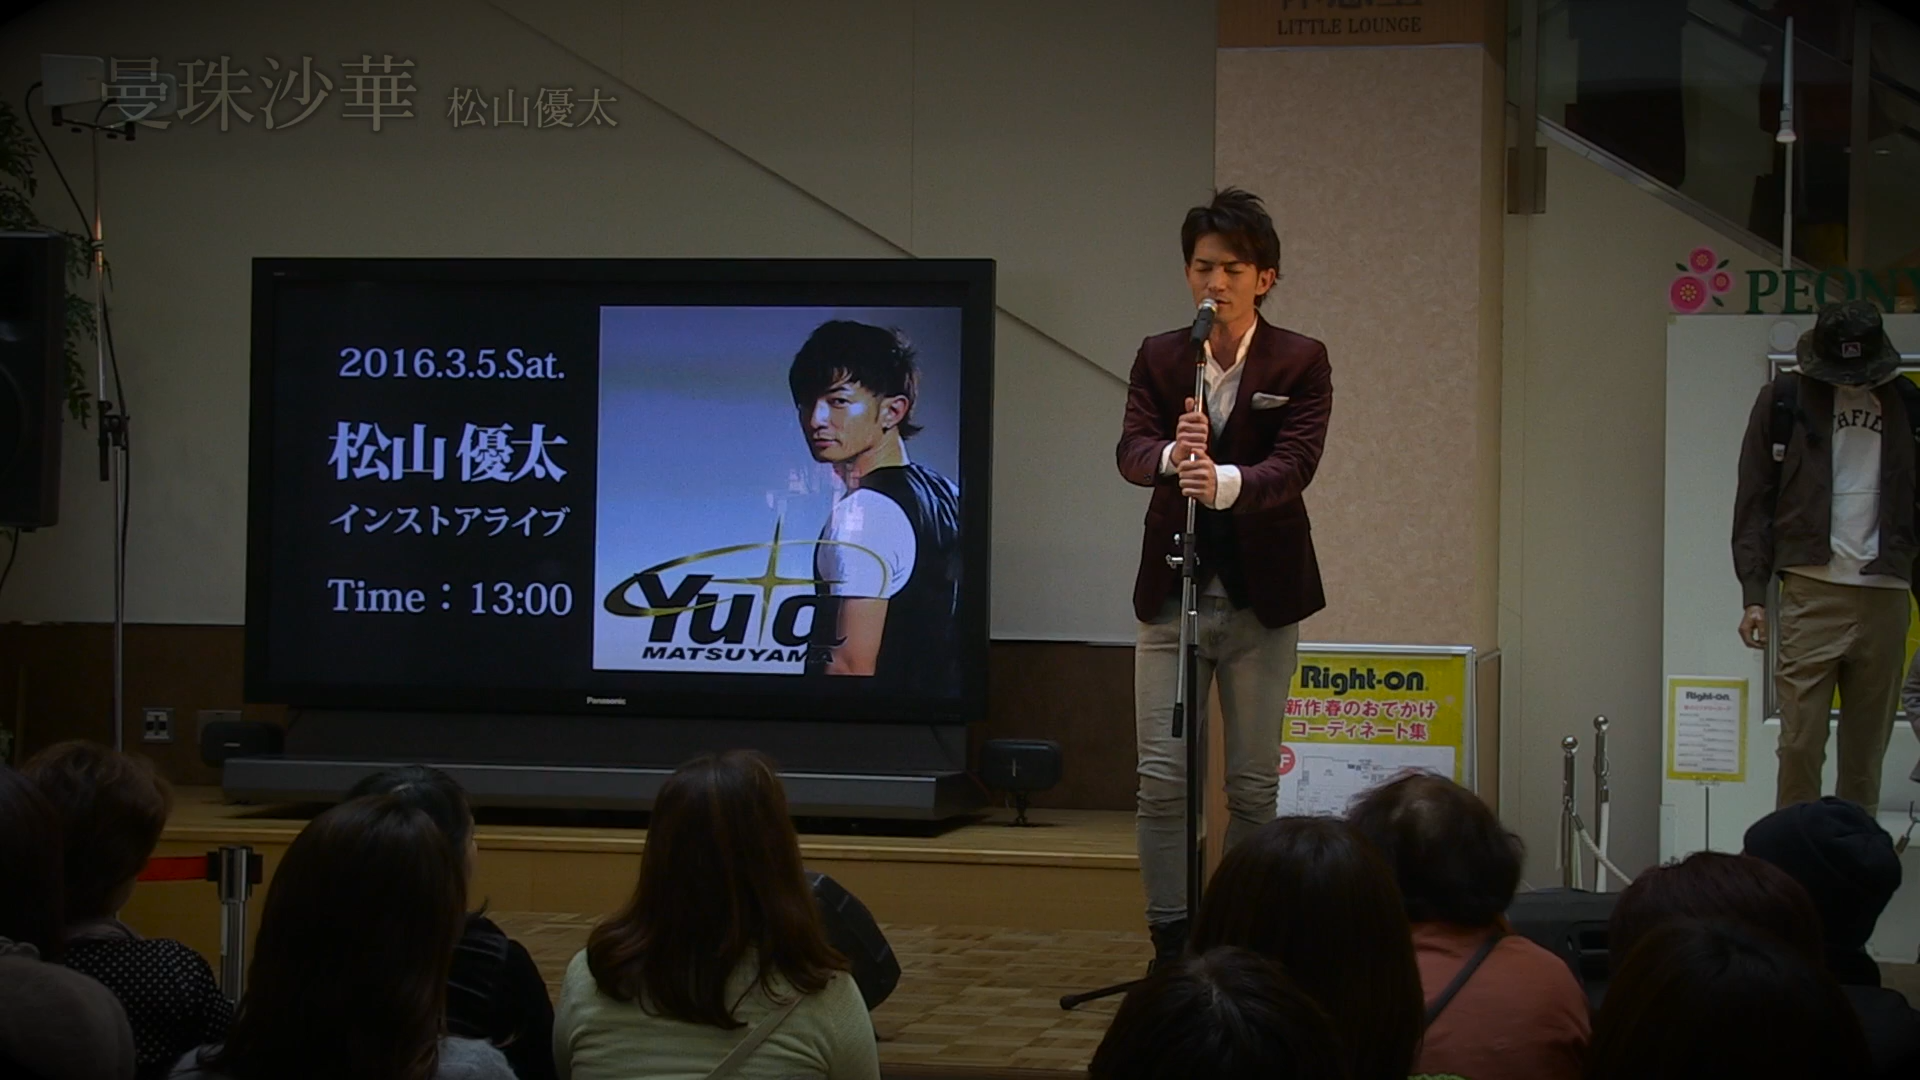 LITTLE LOUNGE
曼珠沙華 松山優太
2016.3.5.Sat.
松山 優太
インストアライブ
Time：13:00
Yuta
MATSUYAMA
Panasonic
PEONY
Right-on
新作春のおでかけ
コーディネート集
F
Right-on